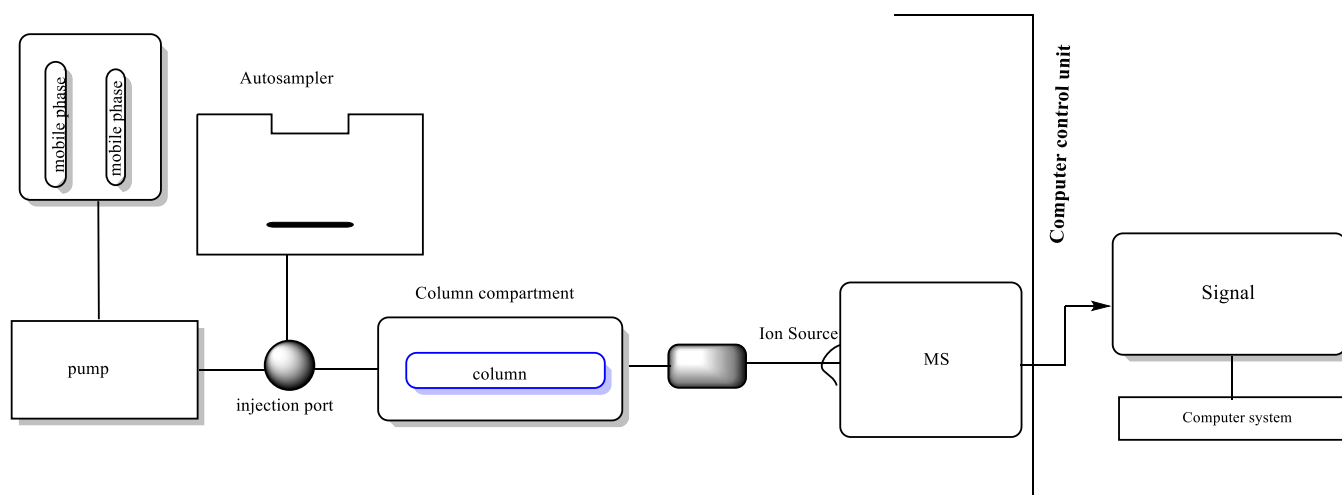 mobile phase
mobile phase
Autosampler
Computer control unit
Column compartment
Signal
Ion Source
MS
pump
column
injection port
Computer system